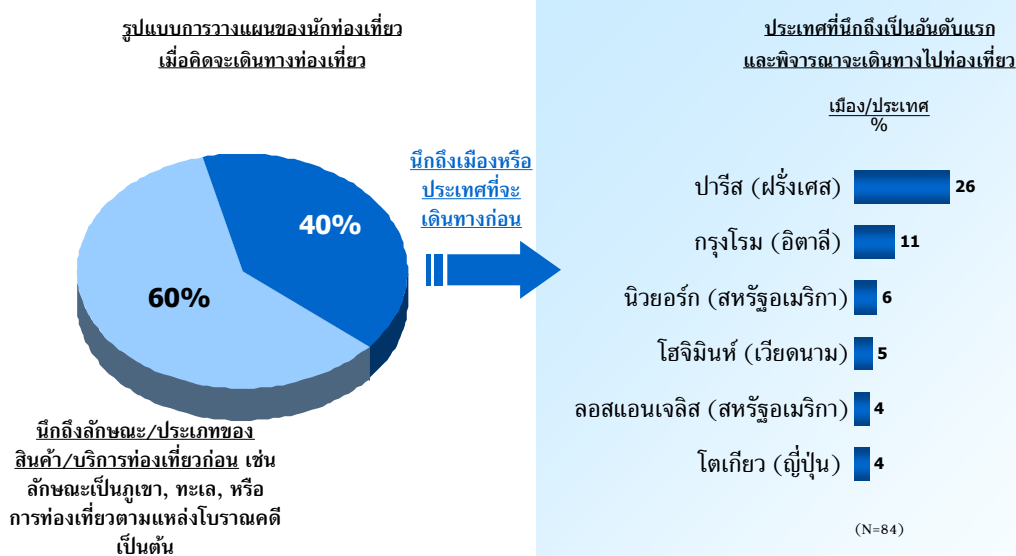 รูปแบบการวางแผนของนักท่องเที่ยว
เมื่อคิดจะเดินทางท่องเที่ยว
40%
60%
นึกถึงเมืองหรือ
ประเทศที่จะ
เดินทางก่อน
นึกถึงลักษณะ/ประเภทของ
สินค้า/บริการท่องเที่ยวก่อน เช่น
ลักษณะเป็นภูเขา, ทะเล, หรือ
การท่องเที่ยวตามแหล่งโบราณคดี
เป็นต้น
ประเทศที่นึกถึงเป็นอันดับแรก
และพิจารณาจะเดินทางไปท่องเที่ยว
เมือง/ประเทศ
%
ปารีส (ฝรั่งเศส) 26
กรุงโรม (อิตาลี) 11
นิวยอร์ก (สหรัฐอเมริกา) 6
โฮจิมินห์ (เวียดนาม) 5
ลอสแอนเจลิส (สหรัฐอเมริกา) 4
โตเกียว (ญี่ปุ่น) 4
(N=84)